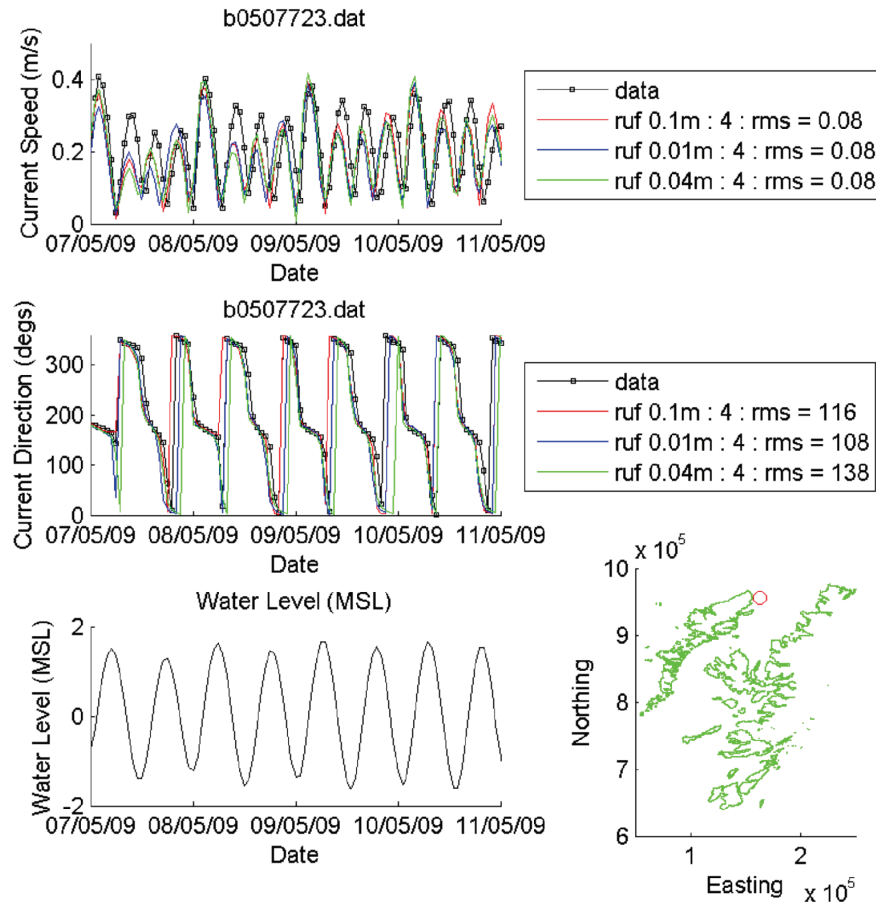 b0507723.dat
Current Speed (m/s)
0.4
0.2
0
07/05/09 08/05/09 09/05/09 10/05/09 11/05/09
Date
data
ruf 0.1m : 4 : rms = 0.08
ruf 0.01m : 4 : rms = 0.08
ruf 0.04m : 4 : rms = 0.08
b0507723.dat
Current Direction (degs)
300
200
100
0
07/05/09 08/05/09 09/05/09 10/05/09 11/05/09
Date
data
ruf 0.1m : 4 : rms = 116
ruf 0.01m : 4 : rms = 108
ruf 0.04m : 4 : rms = 138
Water Level (MSL)
Water Level (MSL)
2
0
-2
07/05/09 08/05/09 09/05/09 10/05/09 11/05/09
Date
x 10⁵
Northing
10
9
8
7
6
1 2
Easting
x 10⁵